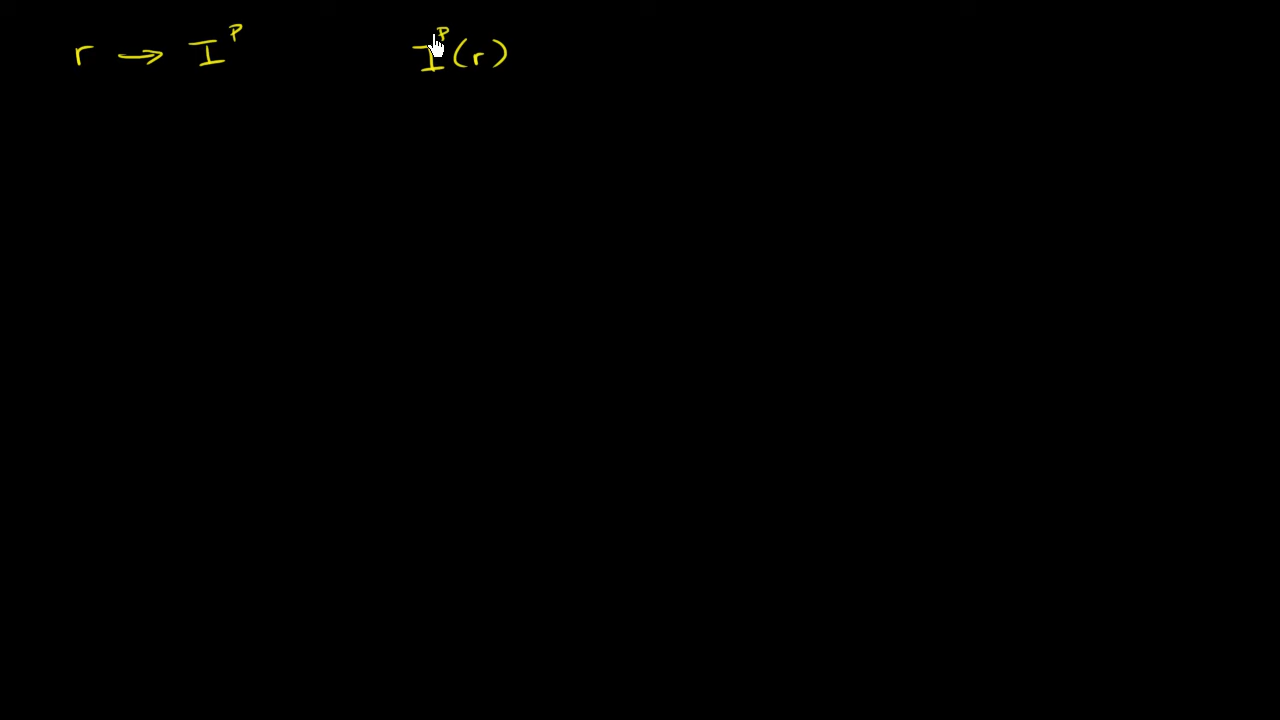 r → I^P I^P(r)